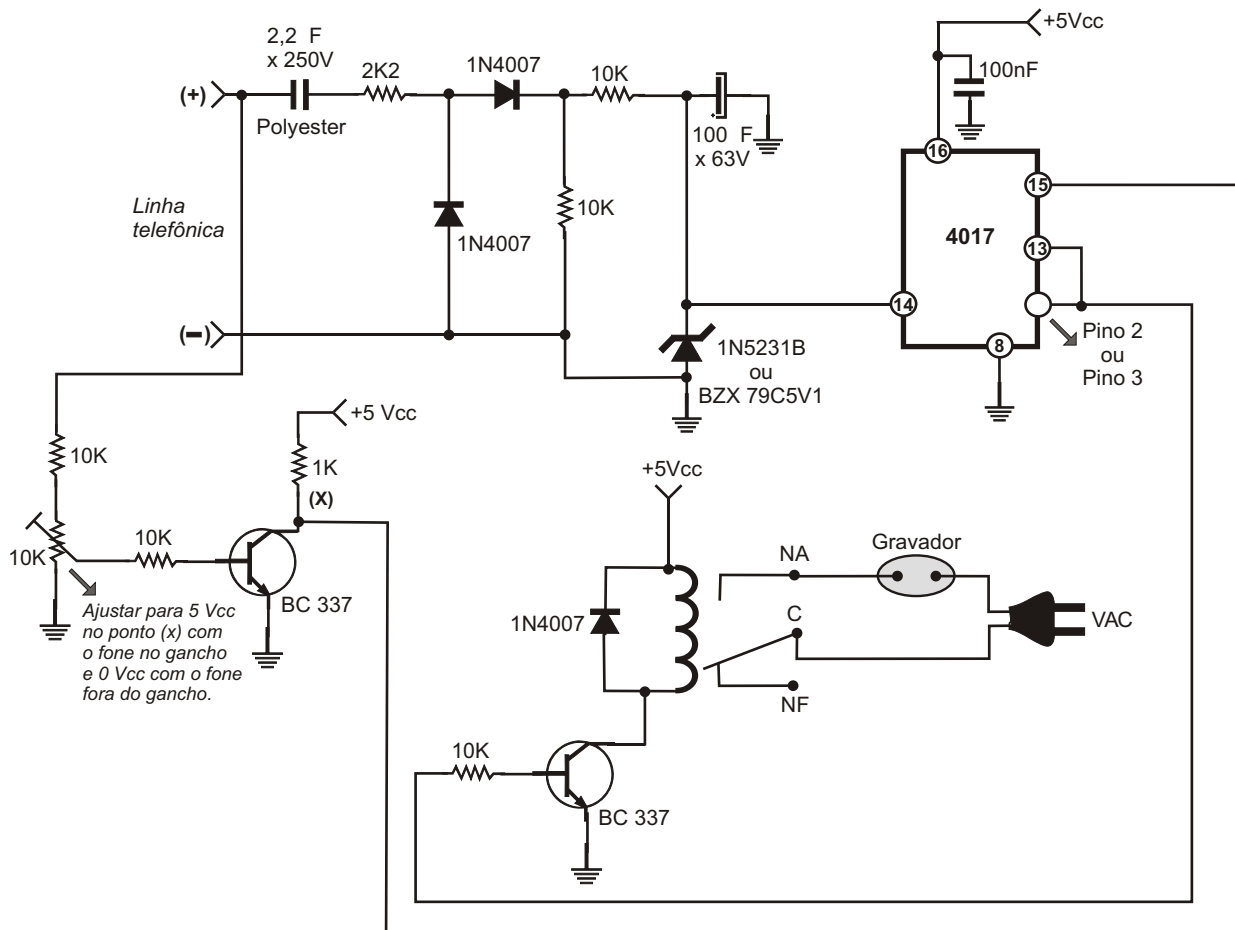 +5Vcc
2,2 F
x 250V
2K2
1N4007
10K
100nF
(+)
Polyester
100 F
x 63V
16
15
Linha
telefônica
10K
1N4007
4017
13
14
(−)
8
1N5231B
ou
BZX 79C5V1
Pino 2
ou
Pino 3
+5 Vcc
10K
1K
(X)
+5Vcc
10K
10K
BC 337
NA
Gravador
1N4007
C
VAC
Ajustar para 5 Vcc
no ponto (x) com
o fone no gancho
e 0 Vcc com o fone
fora do gancho.
NF
10K
BC 337